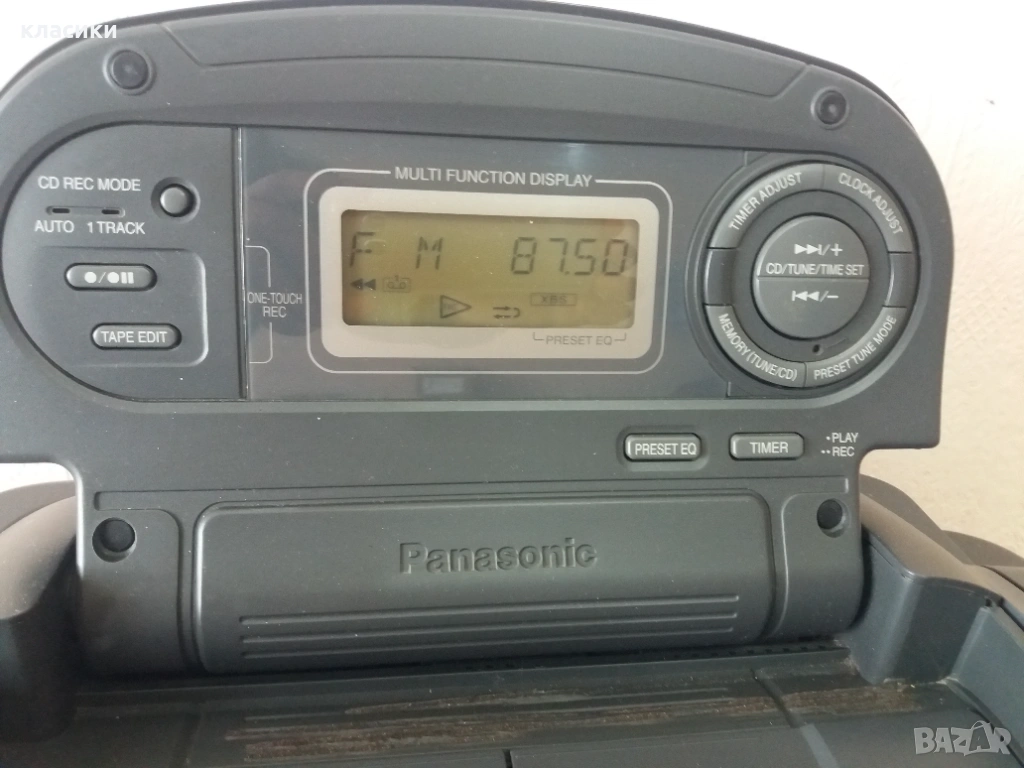 класики
MULTI FUNCTION DISPLAY
CD REC MODE
AUTO 1 TRACK
TAPE EDIT
ONE-TOUCH
REC
FM 87.50
XBS
PRESET EQ
TIMER ADJUST
CLOCK ADJUST
▶▶I/+
CD/TUNE/TIME SET
I◀◀/−
MEMORY (TUNE/CD)
PRESET TUNE MODE
PRESET EQ
TIMER
• PLAY
•• REC
Panasonic
BAZAR